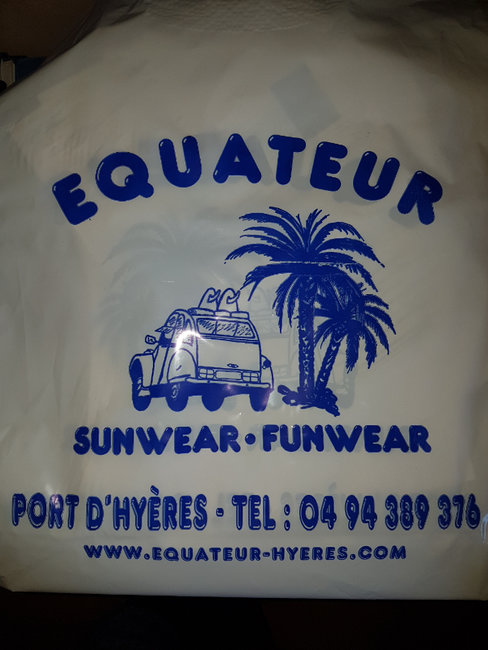 EQUATEUR
SUNWEAR • FUNWEAR
PORT D'HYÈRES - TEL : 04 94 389 376
WWW.EQUATEUR-HYERES.COM